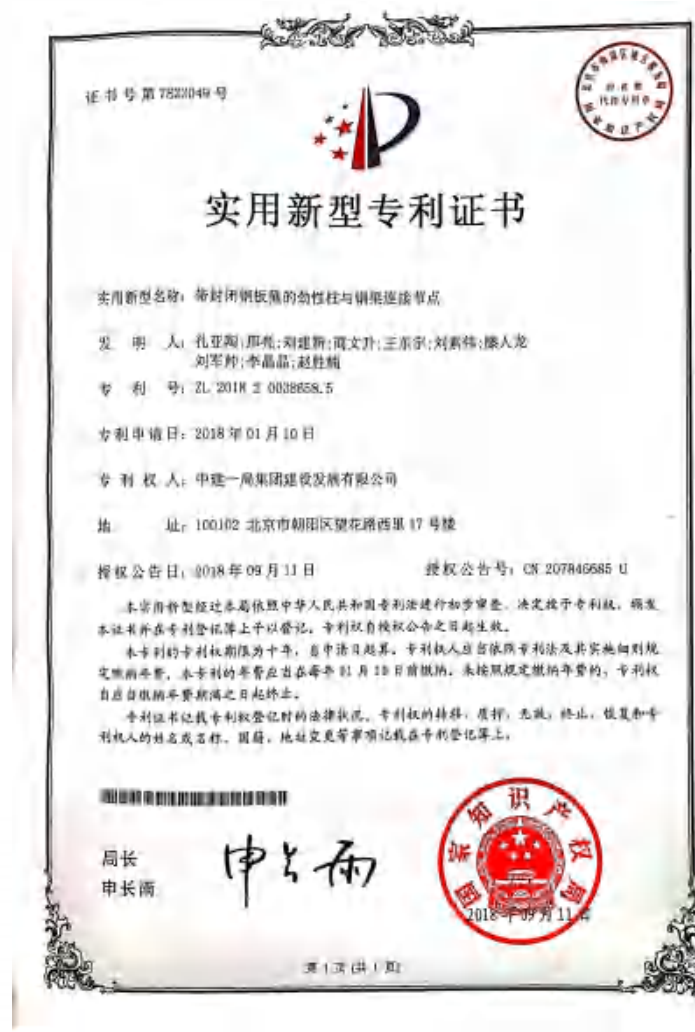 证书号第7822049号
实用新型专利证书
实用新型名称：带封闭钢板箍的劲性柱与钢梁连接节点
发 明 人：孔亚陶;邢亮;刘建新;周文升;王东宇;刘素伟;滕人龙
刘军帅;李晶晶;赵胜楠
专 利 号：ZL 2018 2 0038658.5
专利申请日：2018年01月10日
专 利 权 人：中建一局集团建设发展有限公司
地 址：100102 北京市朝阳区望花路西里17号楼
授权公告日：2018年09月11日 授权公告号：CN 207846685 U
本实用新型经过本局依照中华人民共和国专利法进行初步审查，决定授予专利权，颁发
本证书并在专利登记簿上予以登记。专利权自授权公告之日起生效。
本专利的专利权期限为十年，自申请日起算。专利权人应当依照专利法及其实施细则规
定缴纳年费。本专利的年费应当在每年01月10日前缴纳。未按照规定缴纳年费的，专利权
自应当缴纳年费期满之日起终止。
专利证书记载专利权登记时的法律状况。专利权的转移、质押、无效、终止、恢复和专
利权人的姓名或名称、国籍、地址变更等事项记载在专利登记簿上。
局长
申长雨
申长雨
国家知识产权局
2018年09月11日
第1页(共1页)